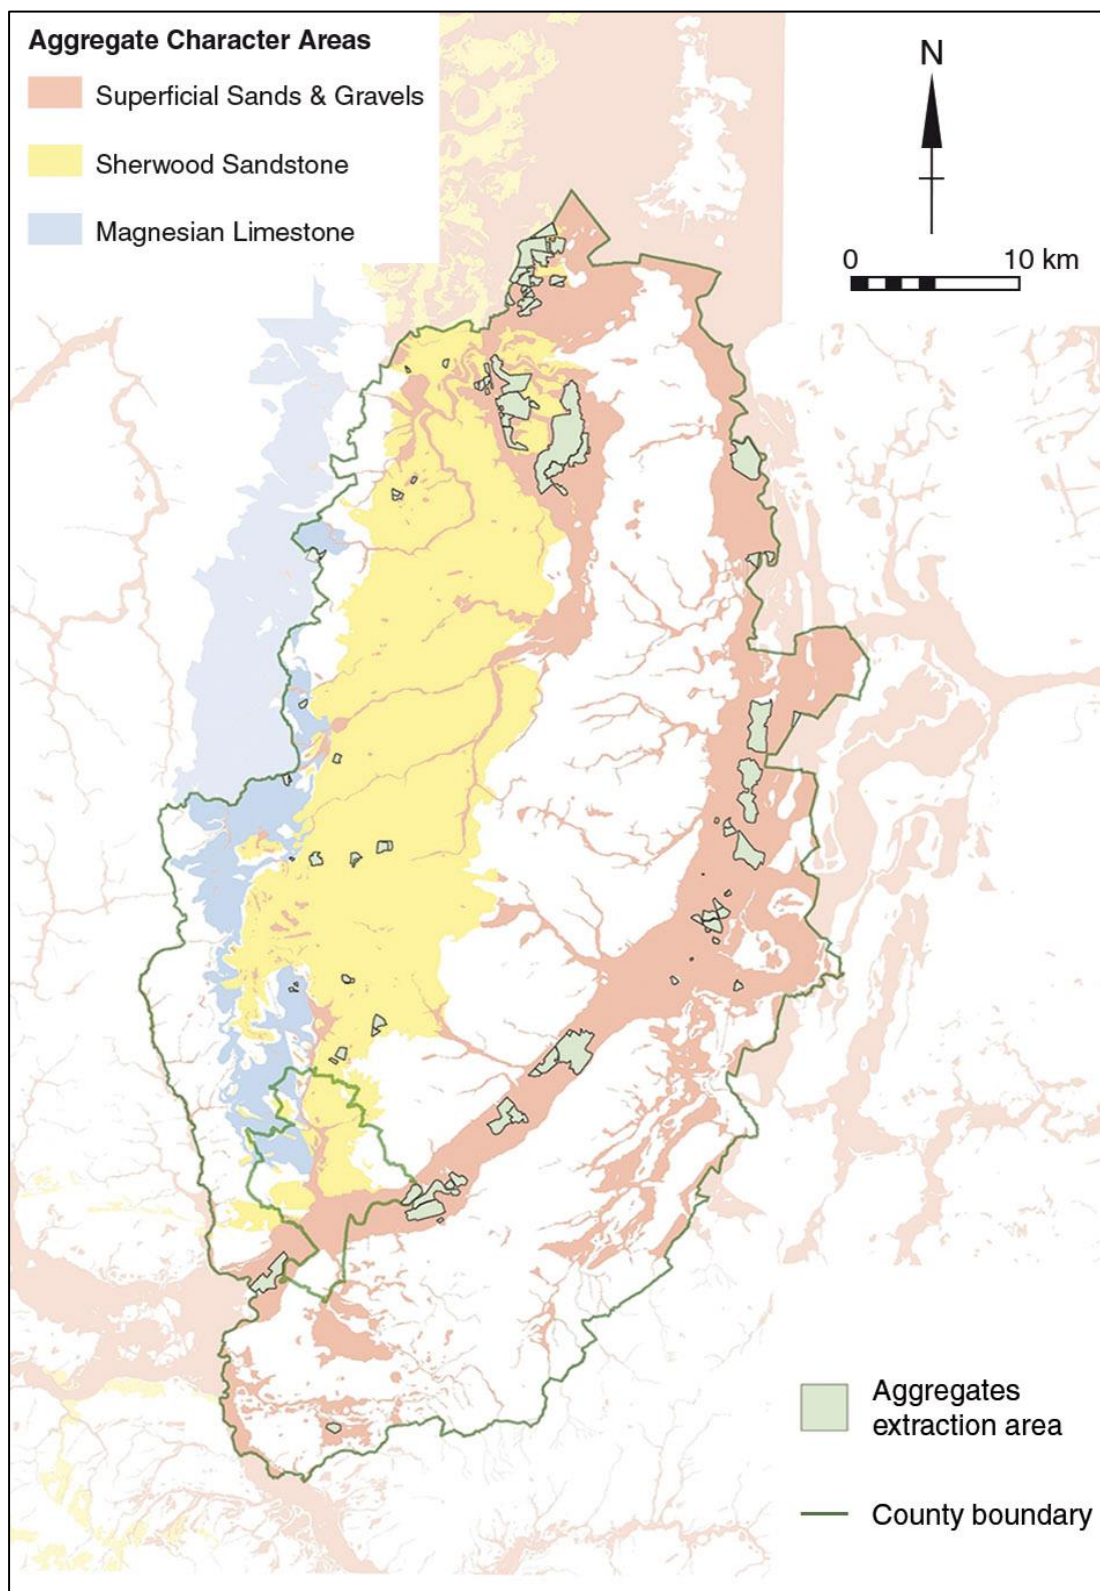 Aggregate Character Areas
Superficial Sands & Gravels
Sherwood Sandstone
Magnesian Limestone
N
0 10 km
Aggregates
extraction area
County boundary